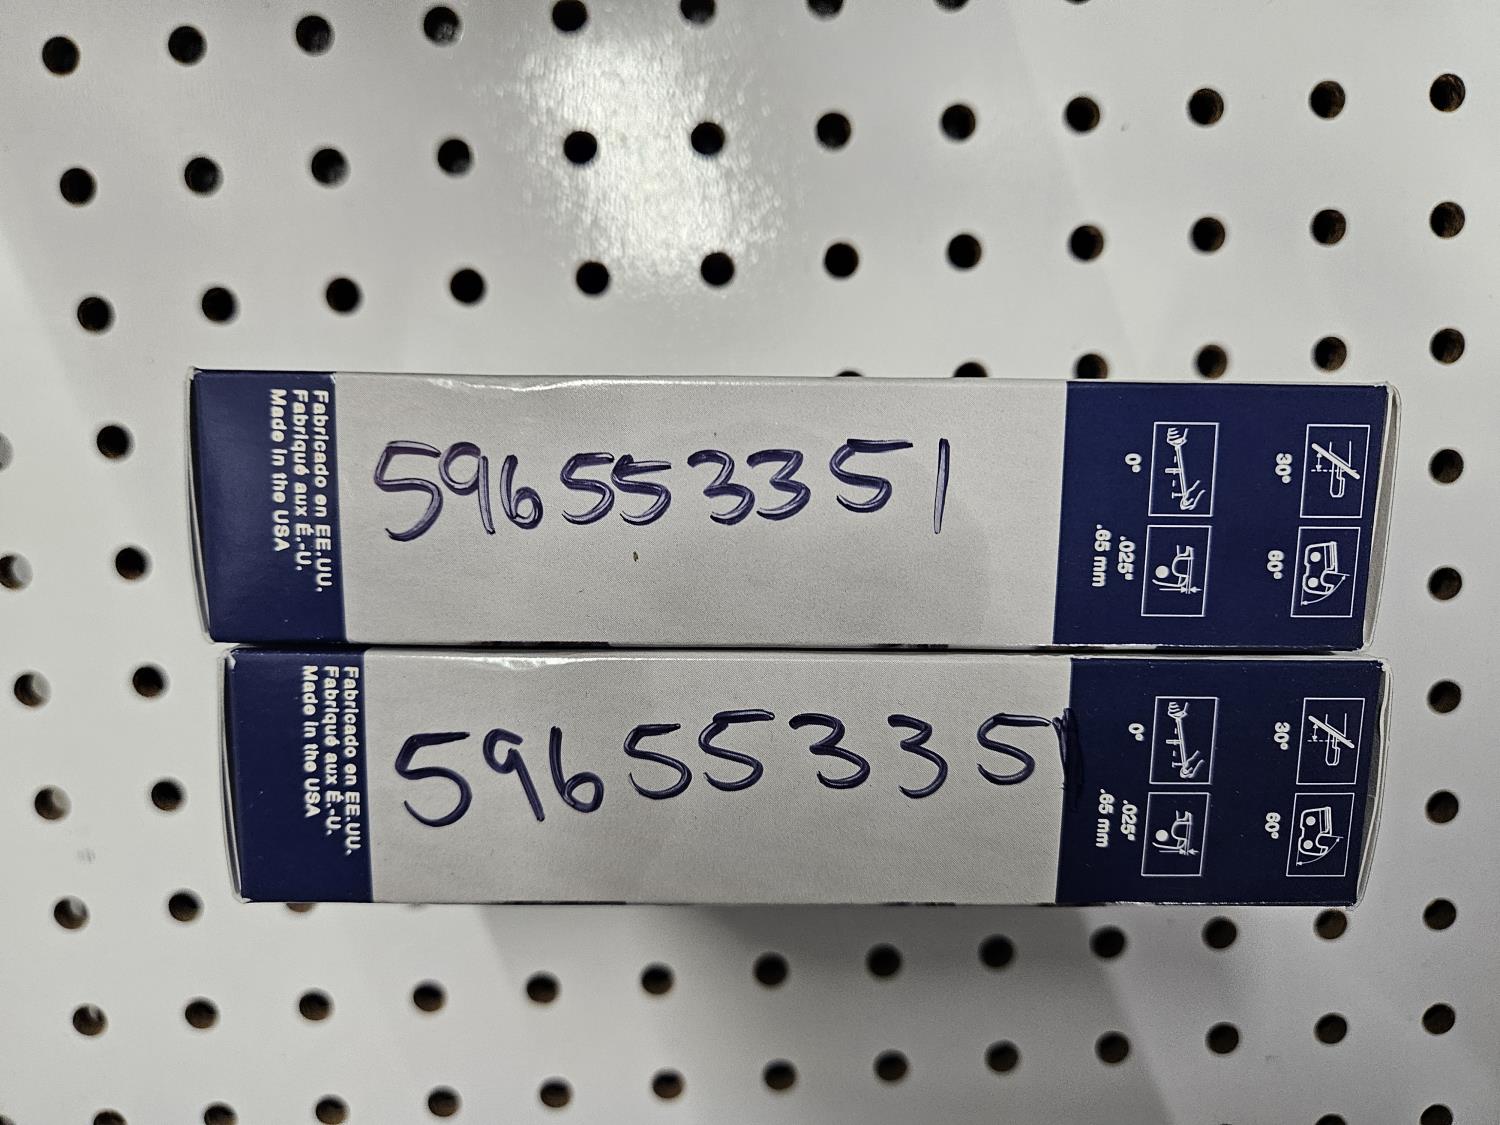 596553351
Fabricado en EE.UU.
Fabriqué aux É.-U.
Made in the USA
30°
60°
0°
.025"
.65 mm
59655335
Fabricado en EE.UU.
Fabriqué aux É.-U.
Made in the USA
30°
60°
0°
.025"
.65 mm